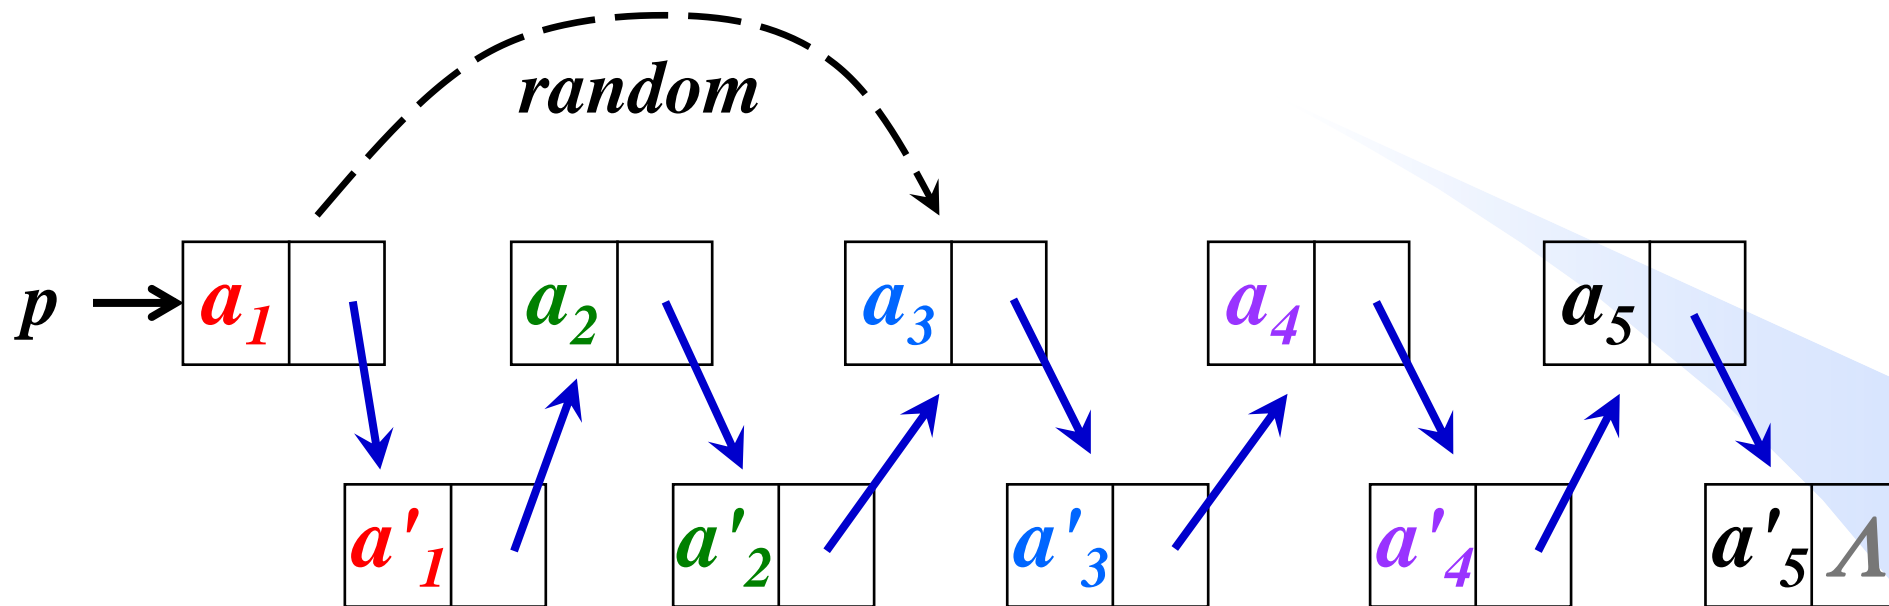 random
p a₁ a₂ a₃ a₄ a₅
a'₁ a'₂ a'₃ a'₄ a'₅ Λ